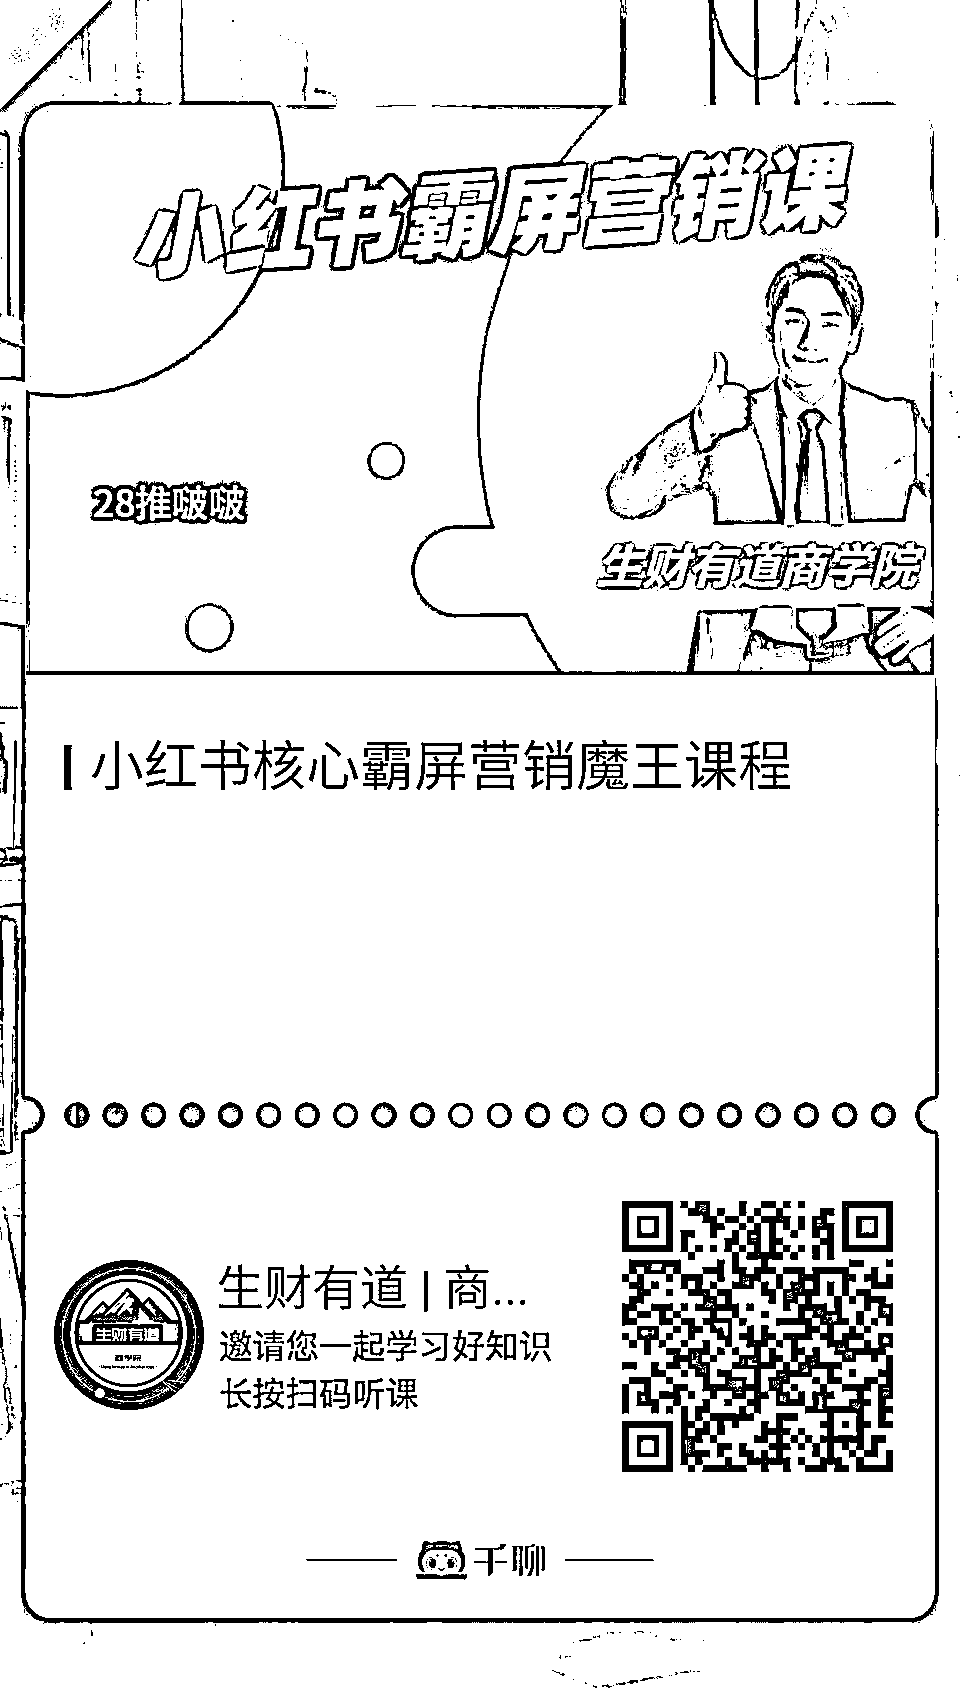 小红书霸屏营销课
28推啵啵
生财有道商学院
小红书核心霸屏营销魔王课程
生财有道 | 商...
邀请您一起学习好知识
长按扫码听课
生财有道
商学院
千聊